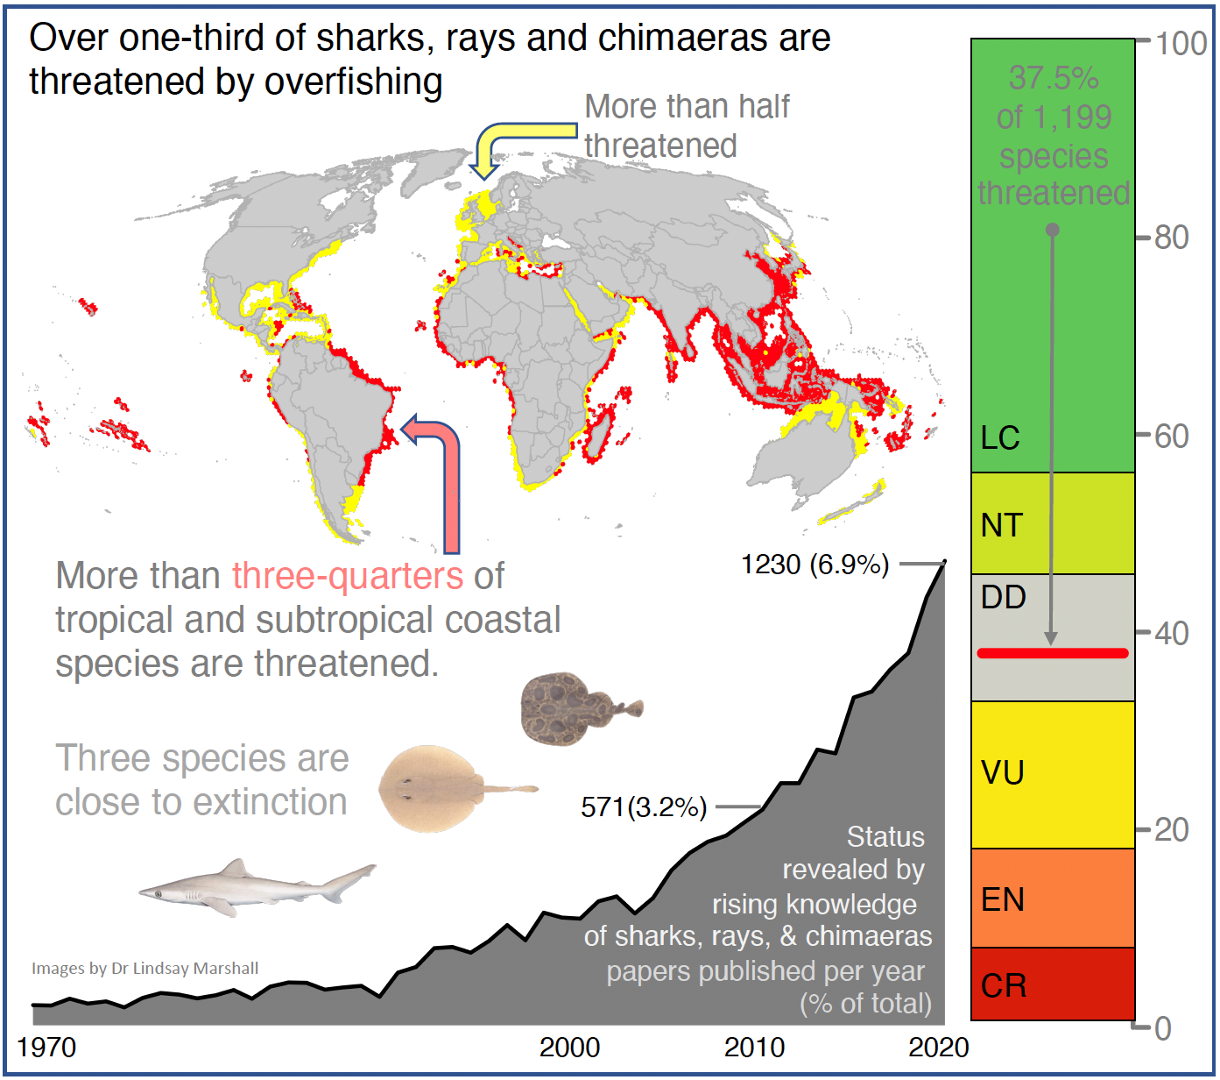 Over one-third of sharks, rays and chimaeras are
threatened by overfishing
More than half
threatened
More than three-quarters of
tropical and subtropical coastal
species are threatened.
Three species are
close to extinction
Images by Dr Lindsay Marshall
1230 (6.9%)
571(3.2%)
Status
revealed by
rising knowledge
of sharks, rays, & chimaeras
papers published per year
(% of total)
1970
2000
2010
2020
37.5%
of 1,199
species
threatened
LC
NT
DD
VU
EN
CR
100
80
60
40
20
0